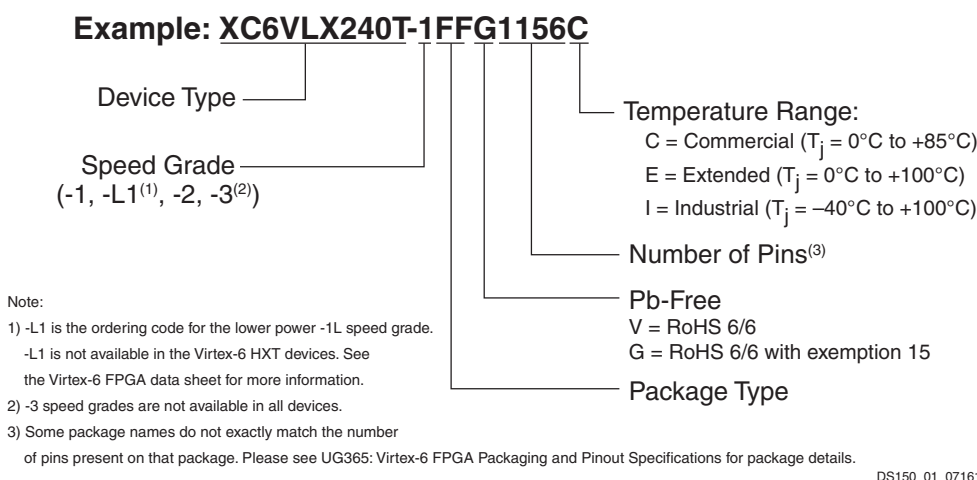 Example: XC6VLX240T-1FFG1156C
Device Type
Speed Grade
(-1, -L1(1), -2, -3(2))
Temperature Range:
C = Commercial (Tj = 0°C to +85°C)
E = Extended (Tj = 0°C to +100°C)
I = Industrial (Tj = –40°C to +100°C)
Number of Pins(3)
Pb-Free
V = RoHS 6/6
G = RoHS 6/6 with exemption 15
Package Type
Note:
1) -L1 is the ordering code for the lower power -1L speed grade.
-L1 is not available in the Virtex-6 HXT devices. See
the Virtex-6 FPGA data sheet for more information.
2) -3 speed grades are not available in all devices.
3) Some package names do not exactly match the number
of pins present on that package. Please see UG365: Virtex-6 FPGA Packaging and Pinout Specifications for package details.